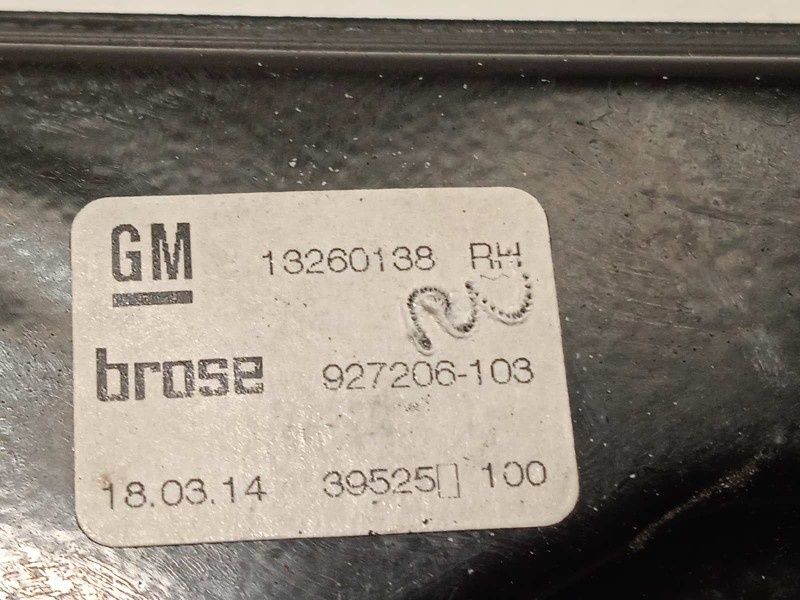 GM 13260138 RH
brose 927206-103
18.03.14 39525▯ 100